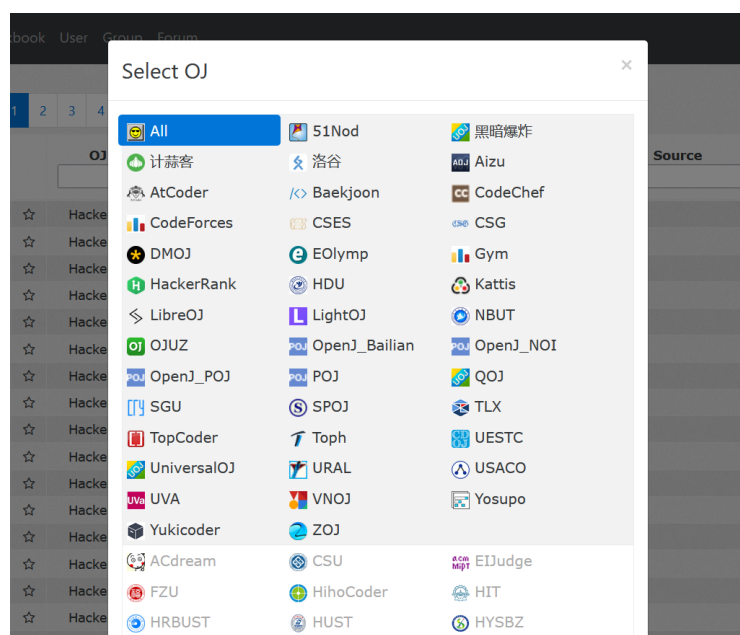 kbook User Group Forum
Select OJ ×
1 2 3 4
All 51Nod 黑暗爆炸
OJ Source
计蒜客 洛谷 Aizu
AtCoder Baekjoon CodeChef
☆ Hacke
CodeForces CSES CSG
☆ Hacke
DMOJ EOlymp Gym
☆ Hacke
HackerRank HDU Kattis
☆ Hacke
LibreOJ LightOJ NBUT
☆ Hacke
OJUZ OpenJ_Bailian OpenJ_NOI
☆ Hacke
OpenJ_POJ POJ QOJ
☆ Hacke
SGU SPOJ TLX
☆ Hacke
☆ Hacke
TopCoder Toph UESTC
☆ Hacke
UniversalOJ URAL USACO
☆ Hacke
UVA VNOJ Yosupo
☆ Hacke
Yukicoder ZOJ
☆ Hacke
ACdream CSU EIJudge
☆ Hacke
FZU HihoCoder HIT
☆ Hacke
HRBUST HUST HYSBZ